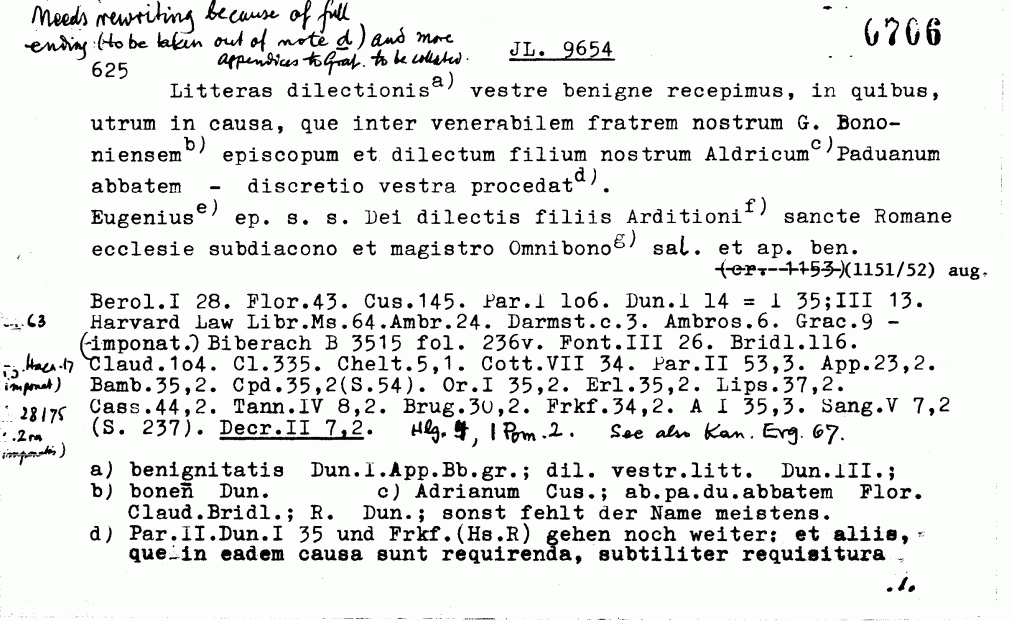 Needs rewriting because of full
ending (to be taken out of note d) and more
appendices to Grat. to be collated.
6706
JL. 9654
625
Litteras dilectionis a) vestre benigne recepimus, in quibus,
utrum in causa, que inter venerabilem fratrem nostrum G. Bono-
niensem b) episcopum et dilectum filium nostrum Aldricum c) Paduanum
abbatem - discretio vestra procedat d).
Eugenius e) ep. s. s. Dei dilectis filiis Arditioni f) sancte Romane
ecclesie subdiacono et magistro Omnibono g) sal. et ap. ben.
(cr. 1153) (1151/52) aug.
Berol.I 28. Flor.43. Cus.145. Par.I 1o6. Dun.I 14 = I 35;III 13.
63
Harvard Law Libr.Ms.64.Ambr.24. Darmst.c.3. Ambros.6. Grac.9 -
(-imponat.) Biberach B 3515 fol. 236v. Font.III 26. Bridl.116.
Claud.1o4. Cl.335. Chelt.5,1. Cott.VII 34. Par.II 53,3. App.23,2.
imponat)
Bamb.35,2. Cpd.35,2(S.54). Or.I 35,2. Erl.35,2. Lips.37,2.
28175
Cass.44,2. Tann.IV 8,2. Brug.30,2. Frkf.34,2. A I 35,3. Sang.V 7,2
(S. 237). Decr.II 7,2. Hlg. , 1 Pom.2. See also Kan. Erg. 67.
imponatis)
a) benignitatis Dun.I.App.Bb.gr.; dil. vestr.litt. Dun.III.;
b) boneñ Dun. c) Adrianum Cus.; ab.pa.du.abbatem Flor.
Claud.Bridl.; R. Dun.; sonst fehlt der Name meistens.
d) Par.II.Dun.I 35 und Frkf.(Hs.R) gehen noch weiter: et aliis,
que in eadem causa sunt requirenda, subtiliter requisitura
./.